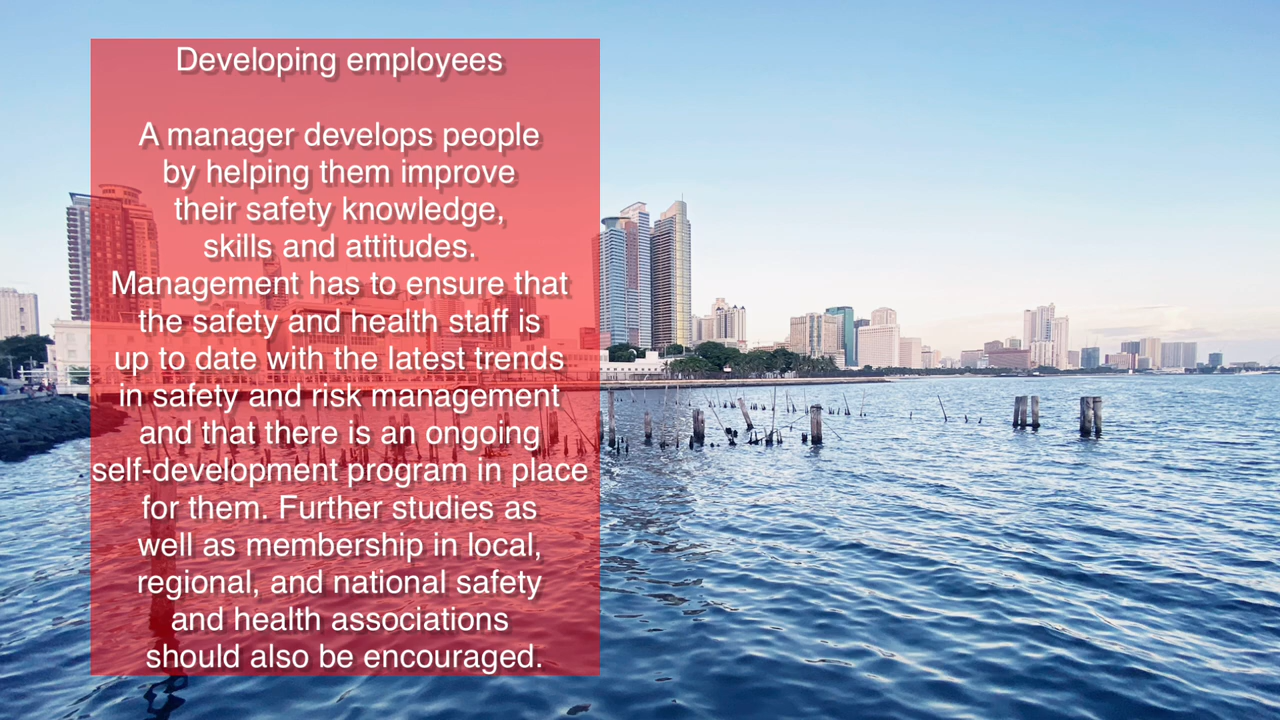 Developing employees
A manager develops people
by helping them improve
their safety knowledge,
skills and attitudes.
Management has to ensure that
the safety and health staff is
up to date with the latest trends
in safety and risk management
and that there is an ongoing
self-development program in place
for them. Further studies as
well as membership in local,
regional, and national safety
and health associations
should also be encouraged.